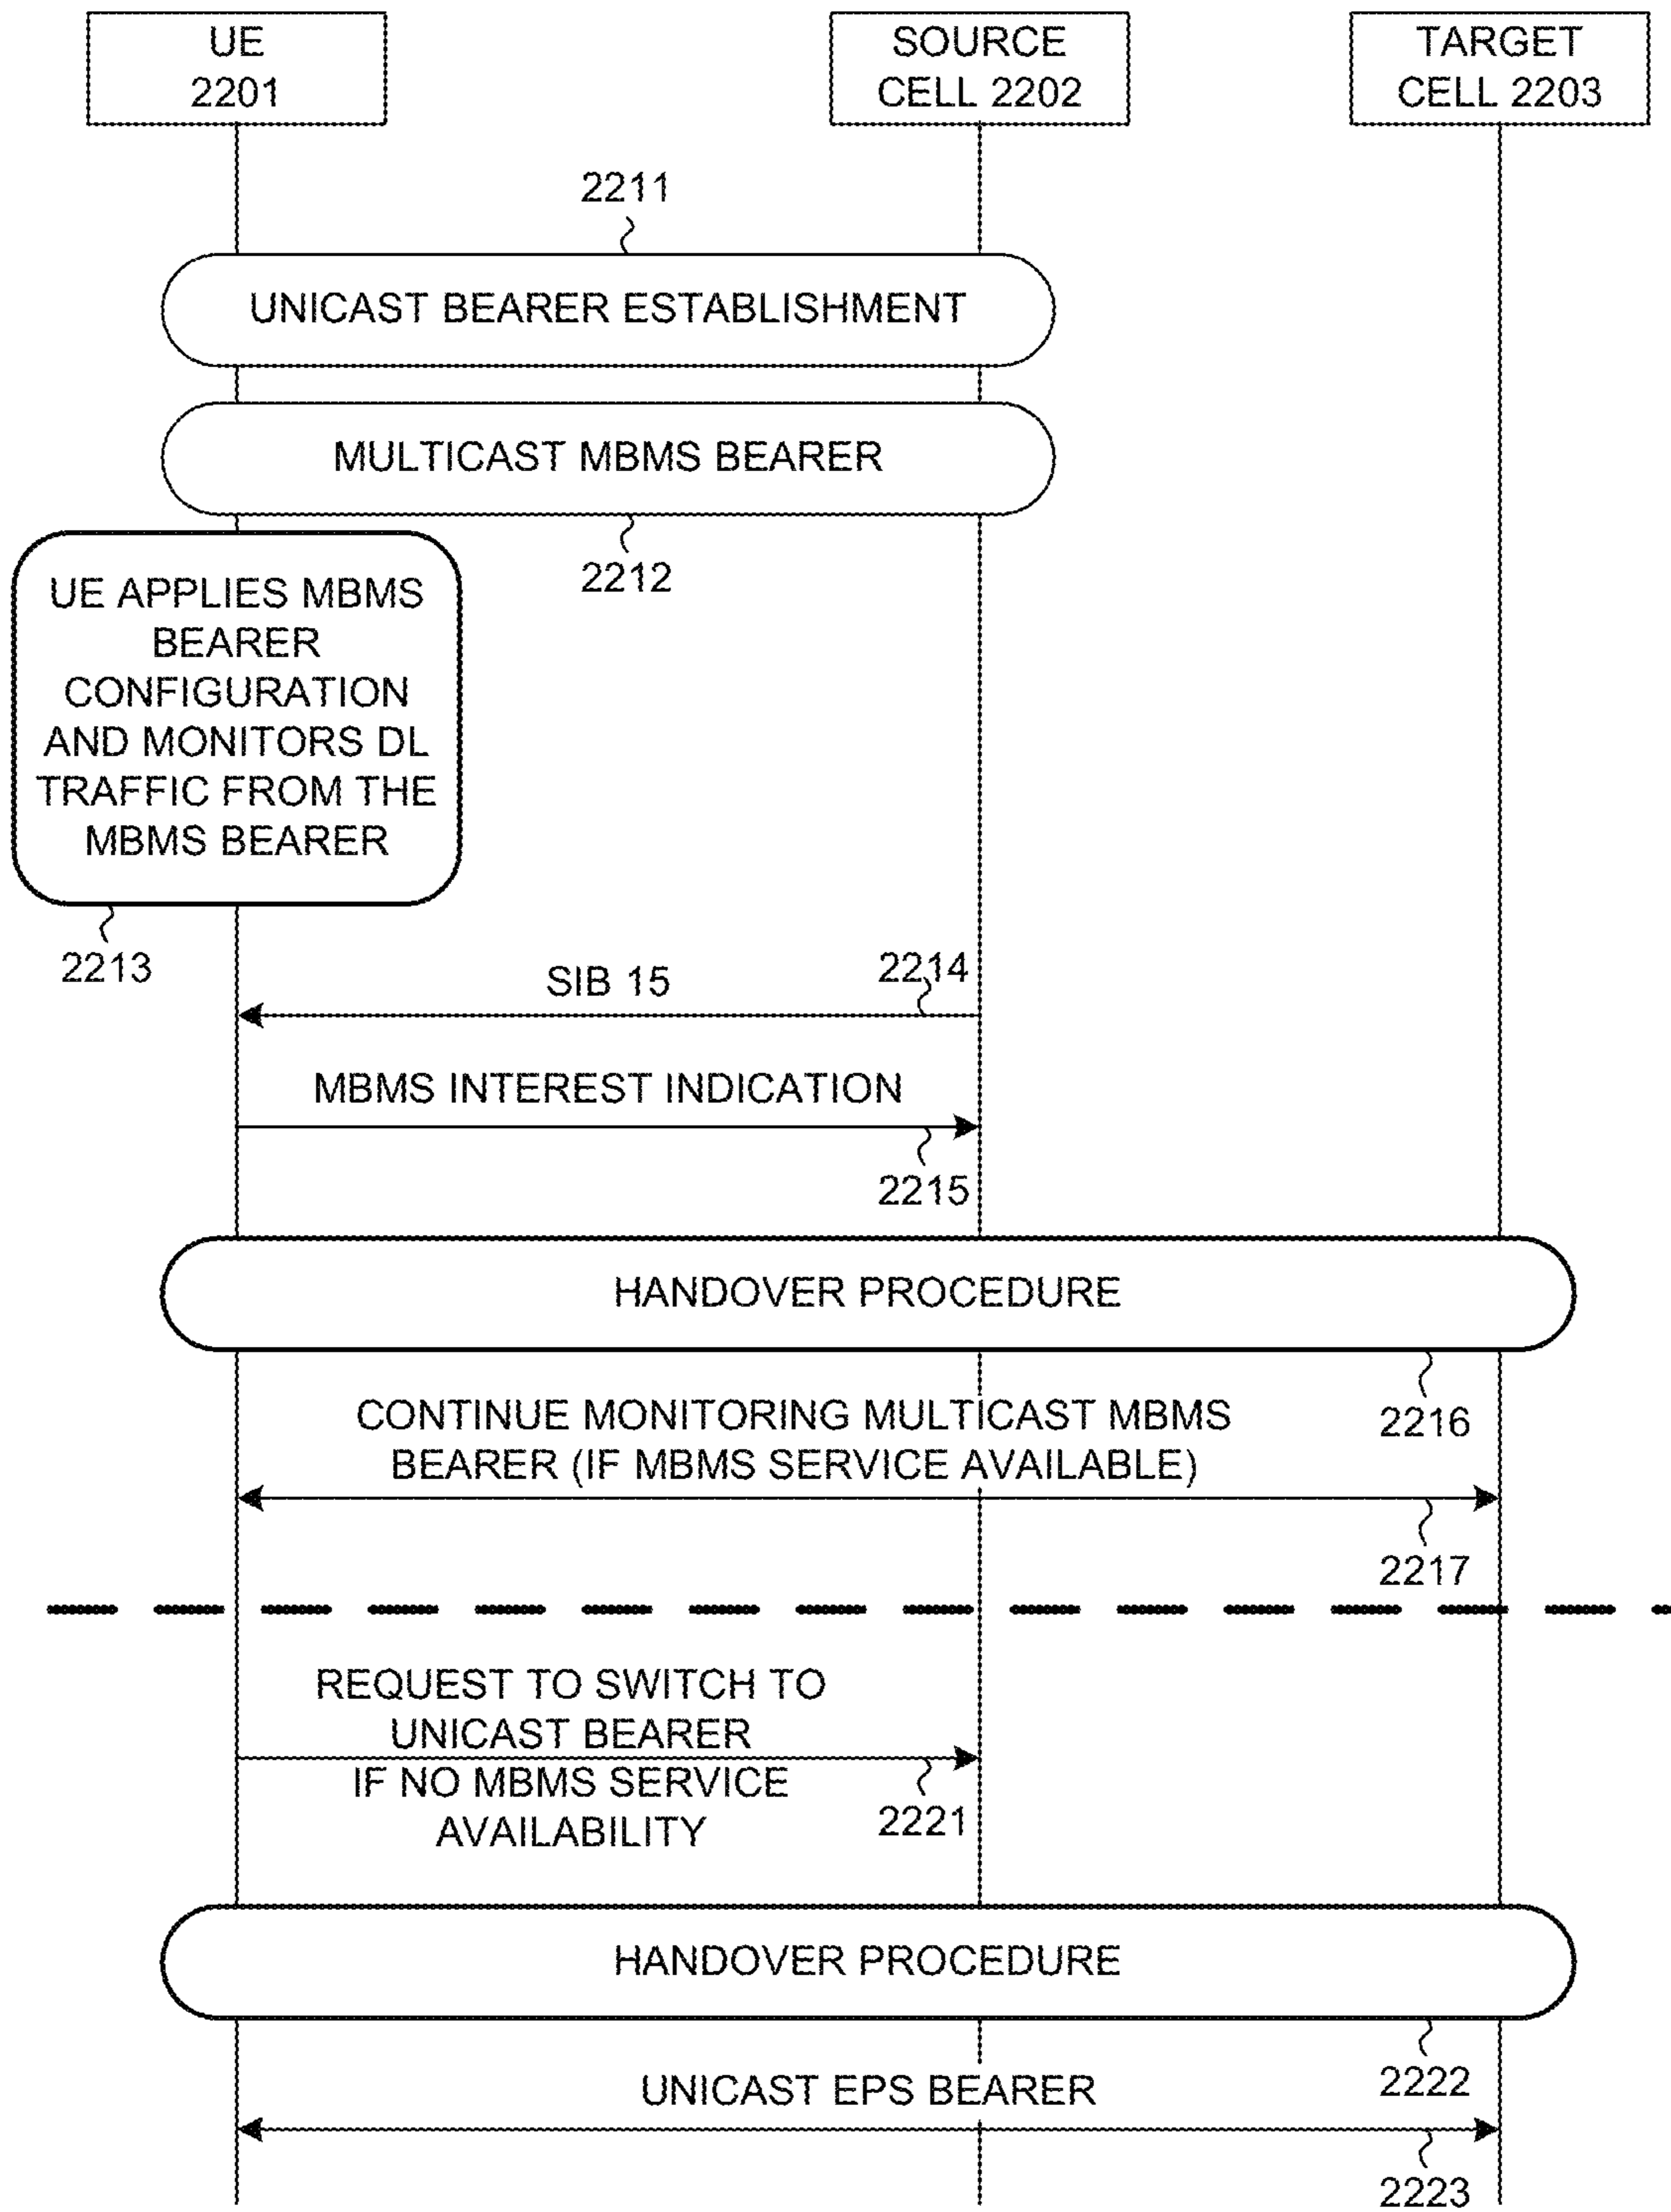 UE
2201
SOURCE
CELL 2202
TARGET
CELL 2203
2211
UNICAST BEARER ESTABLISHMENT
MULTICAST MBMS BEARER
2212
UE APPLIES MBMS
BEARER
CONFIGURATION
AND MONITORS DL
TRAFFIC FROM THE
MBMS BEARER
2213
SIB 15
2214
MBMS INTEREST INDICATION
2215
HANDOVER PROCEDURE
2216
CONTINUE MONITORING MULTICAST MBMS
BEARER (IF MBMS SERVICE AVAILABLE)
2217
REQUEST TO SWITCH TO
UNICAST BEARER
IF NO MBMS SERVICE
AVAILABILITY
2221
HANDOVER PROCEDURE
2222
UNICAST EPS BEARER
2223